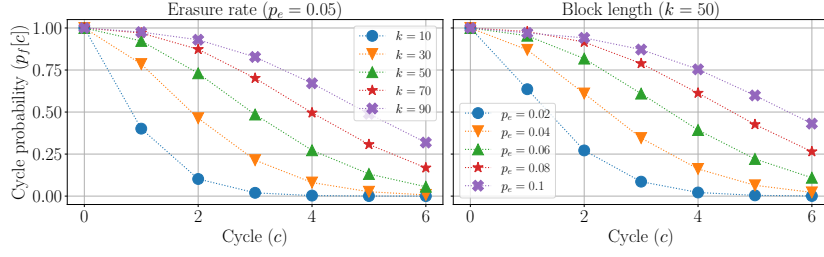 Erasure rate (p_e = 0.05)
Cycle probability (p_f[c])
1.00
0.75
0.50
0.25
0.00
k = 10
k = 30
k = 50
k = 70
k = 90
0
2
4
6
Cycle (c)
Block length (k = 50)
p_e = 0.02
p_e = 0.04
p_e = 0.06
p_e = 0.08
p_e = 0.1
0
2
4
6
Cycle (c)